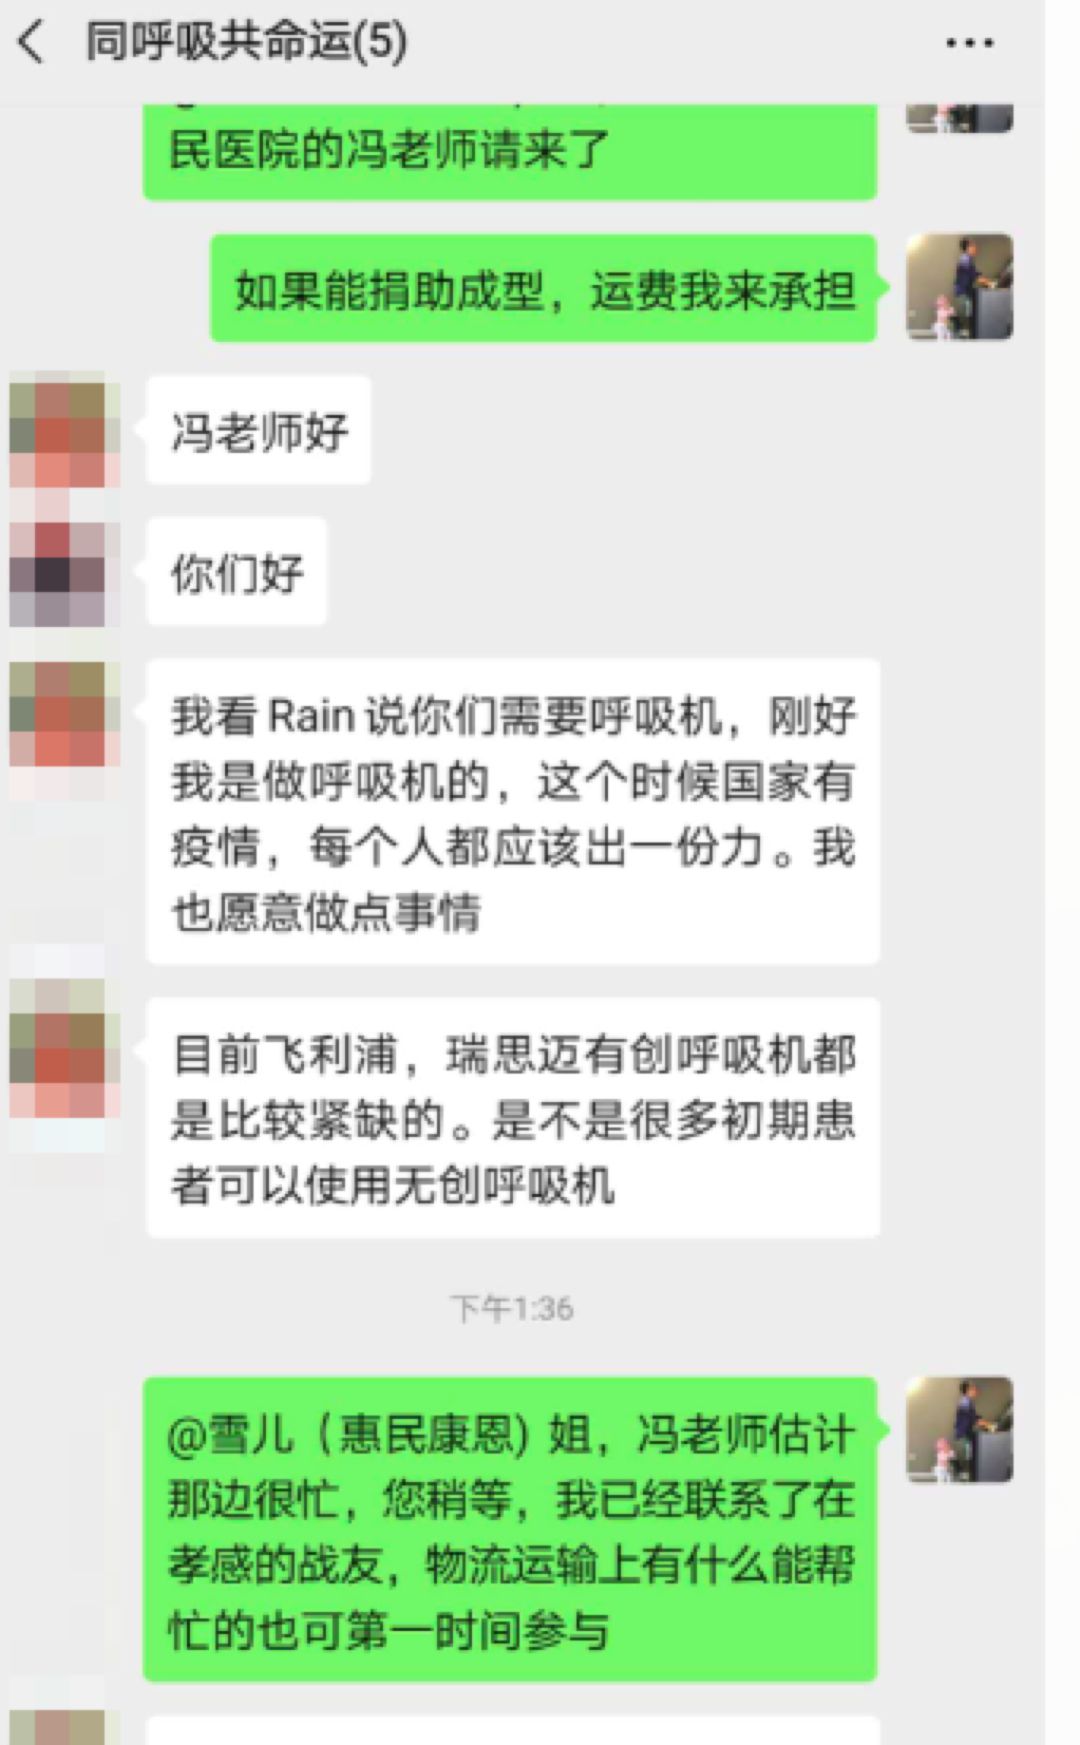 同呼吸共命运(5)
民医院的冯老师请来了
如果能捐助成型，运费我来承担
冯老师好
你们好
我看Rain说你们需要呼吸机，刚好
我是做呼吸机的，这个时候国家有
疫情，每个人都应该出一份力。我
也愿意做点事情
目前飞利浦，瑞思迈有创呼吸机都
是比较紧缺的。是不是很多初期患
者可以使用无创呼吸机
下午1:36
@雪儿（惠民康恩) 姐，冯老师估计
那边很忙，您稍等，我已经联系了在
孝感的战友，物流运输上有什么能帮
忙的也可第一时间参与